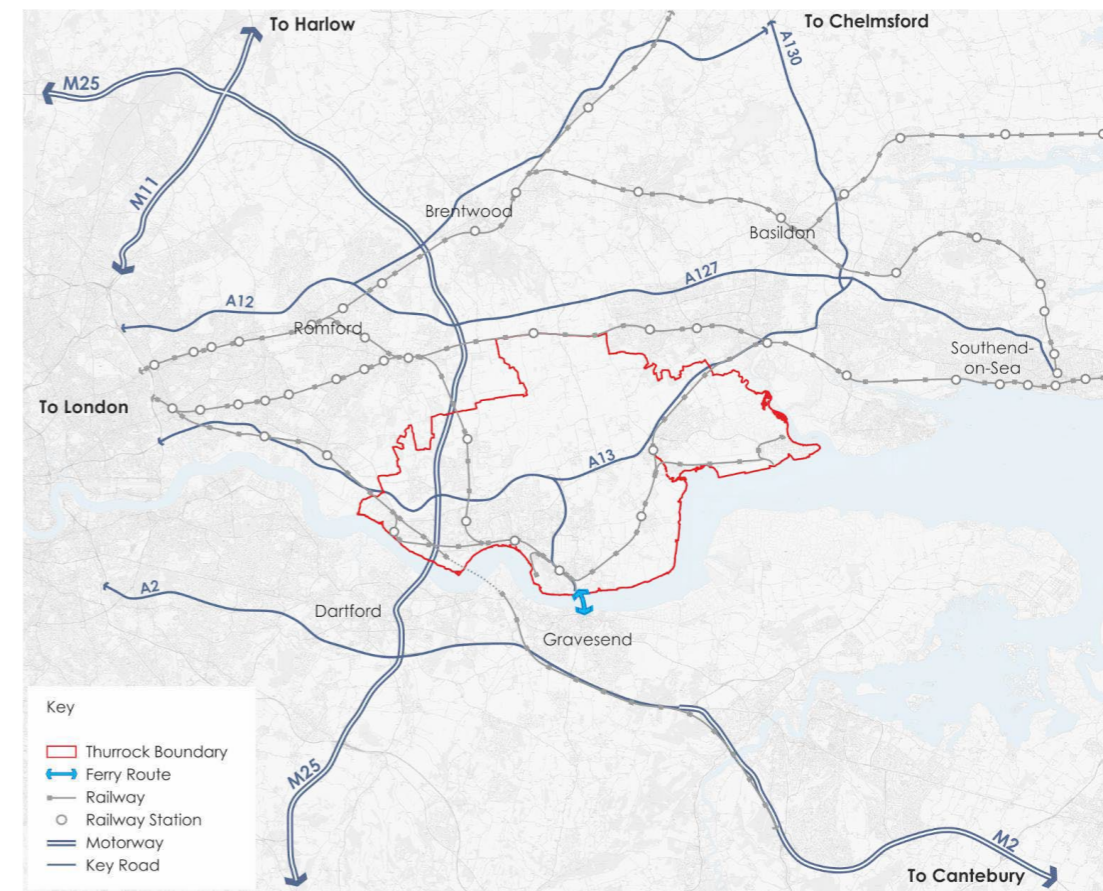 To Harlow
To Chelmsford
M25
A130
M11
Brentwood
Basildon
A127
A12
Romford
Southend-
on-Sea
To London
A13
A2
Dartford
Gravesend
Key
Thurrock Boundary
Ferry Route
Railway
Railway Station
Motorway
Key Road
M25
M2
To Cantebury